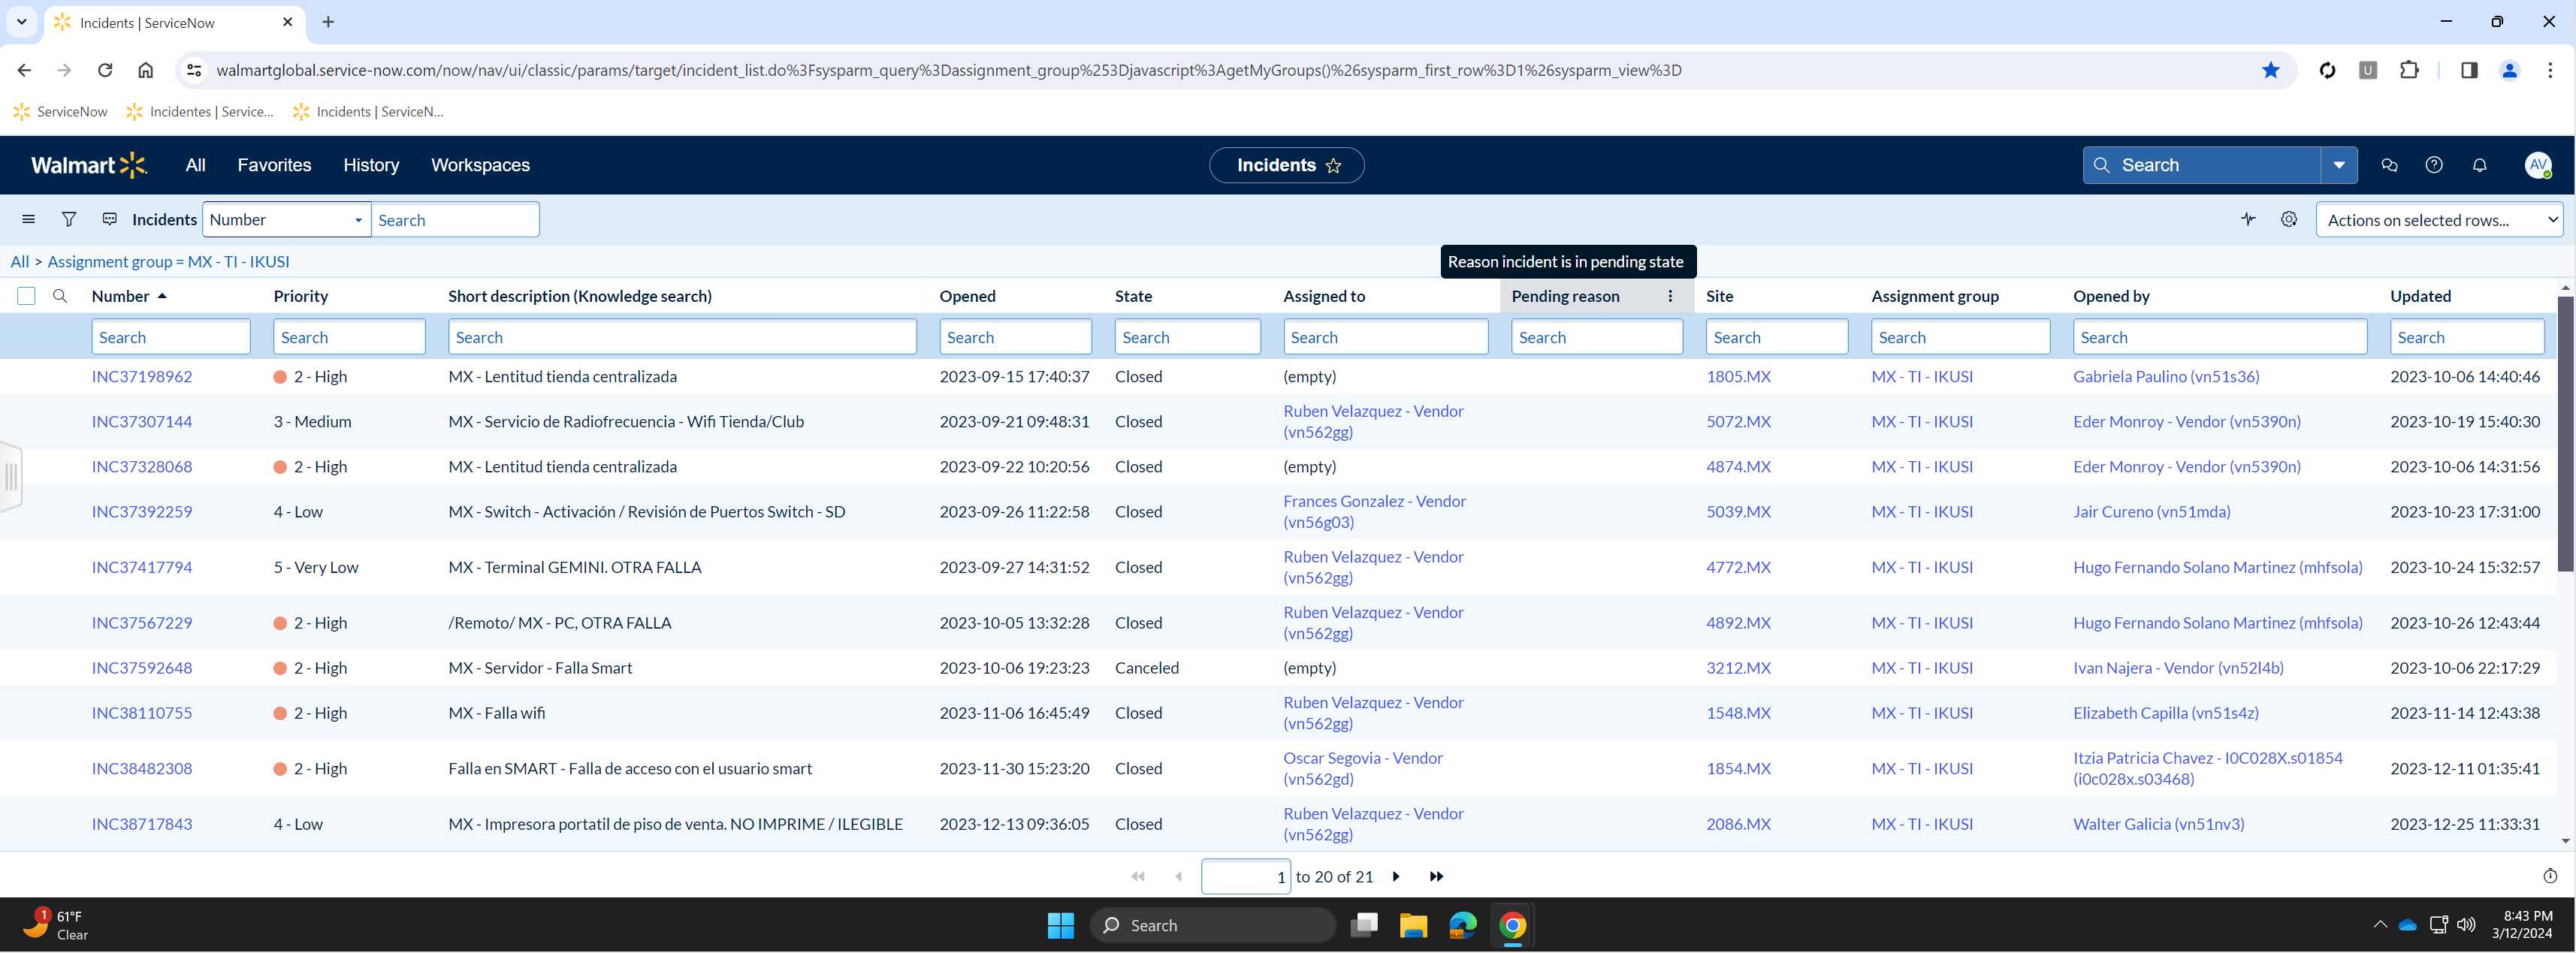 Incidents | ServiceNow
walmartglobal.service-now.com/now/nav/ui/classic/params/target/incident_list.do%3Fsysparm_query%3Dassignment_group%253Djavascript%3AgetMyGroups()%26sysparm_first_row%3D1%26sysparm_view%3D
U
ServiceNow Incidentes | Service... Incidents | ServiceN...
Walmart All Favorites History Workspaces Incidents Search AV
Incidents Number Search Actions on selected rows...
All > Assignment group = MX - TI - IKUSI
Reason incident is in pending state
Number Priority Short description (Knowledge search) Opened State Assigned to Pending reason Site Assignment group Opened by Updated
Search Search Search Search Search Search Search Search Search Search Search
INC37198962 2 - High MX - Lentitud tienda centralizada 2023-09-15 17:40:37 Closed (empty) 1805.MX MX - TI - IKUSI Gabriela Paulino (vn51s36) 2023-10-06 14:40:46
INC37307144 3 - Medium MX - Servicio de Radiofrecuencia - Wifi Tienda/Club 2023-09-21 09:48:31 Closed Ruben Velazquez - Vendor (vn562gg) 5072.MX MX - TI - IKUSI Eder Monroy - Vendor (vn5390n) 2023-10-19 15:40:30
INC37328068 2 - High MX - Lentitud tienda centralizada 2023-09-22 10:20:56 Closed (empty) 4874.MX MX - TI - IKUSI Eder Monroy - Vendor (vn5390n) 2023-10-06 14:31:56
INC37392259 4 - Low MX - Switch - Activación / Revisión de Puertos Switch - SD 2023-09-26 11:22:58 Closed Frances Gonzalez - Vendor (vn56g03) 5039.MX MX - TI - IKUSI Jair Cureno (vn51mda) 2023-10-23 17:31:00
INC37417794 5 - Very Low MX - Terminal GEMINI. OTRA FALLA 2023-09-27 14:31:52 Closed Ruben Velazquez - Vendor (vn562gg) 4772.MX MX - TI - IKUSI Hugo Fernando Solano Martinez (mhfsola) 2023-10-24 15:32:57
INC37567229 2 - High /Remoto/ MX - PC, OTRA FALLA 2023-10-05 13:32:28 Closed Ruben Velazquez - Vendor (vn562gg) 4892.MX MX - TI - IKUSI Hugo Fernando Solano Martinez (mhfsola) 2023-10-26 12:43:44
INC37592648 2 - High MX - Servidor - Falla Smart 2023-10-06 19:23:23 Canceled (empty) 3212.MX MX - TI - IKUSI Ivan Najera - Vendor (vn52l4b) 2023-10-06 22:17:29
INC38110755 2 - High MX - Falla wifi 2023-11-06 16:45:49 Closed Ruben Velazquez - Vendor (vn562gg) 1548.MX MX - TI - IKUSI Elizabeth Capilla (vn51s4z) 2023-11-14 12:43:38
INC38482308 2 - High Falla en SMART - Falla de acceso con el usuario smart 2023-11-30 15:23:20 Closed Oscar Segovia - Vendor (vn562gd) 1854.MX MX - TI - IKUSI Itzia Patricia Chavez - I0C028X.s01854 (i0c028x.s03468) 2023-12-11 01:35:41
INC38717843 4 - Low MX - Impresora portatil de piso de venta. NO IMPRIME / ILEGIBLE 2023-12-13 09:36:05 Closed Ruben Velazquez - Vendor (vn562gg) 2086.MX MX - TI - IKUSI Walter Galicia (vn51nv3) 2023-12-25 11:33:31
1 to 20 of 21
1 61°F
Clear
Search
8:43 PM
3/12/2024